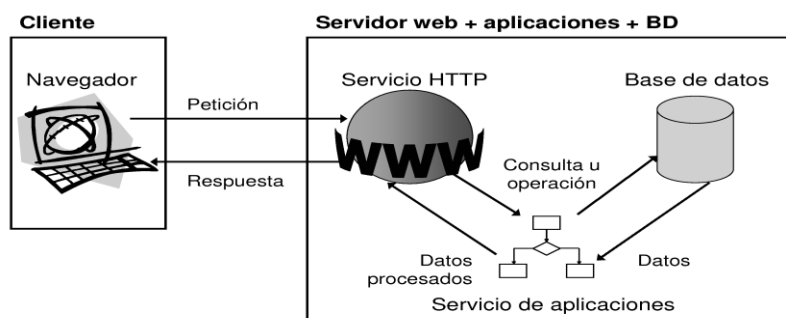 Cliente
Servidor web + aplicaciones + BD
Navegador
Servicio HTTP
Base de datos
Petición
WWW
Respuesta
Consulta u
operación
Datos
procesados
Datos
Servicio de aplicaciones